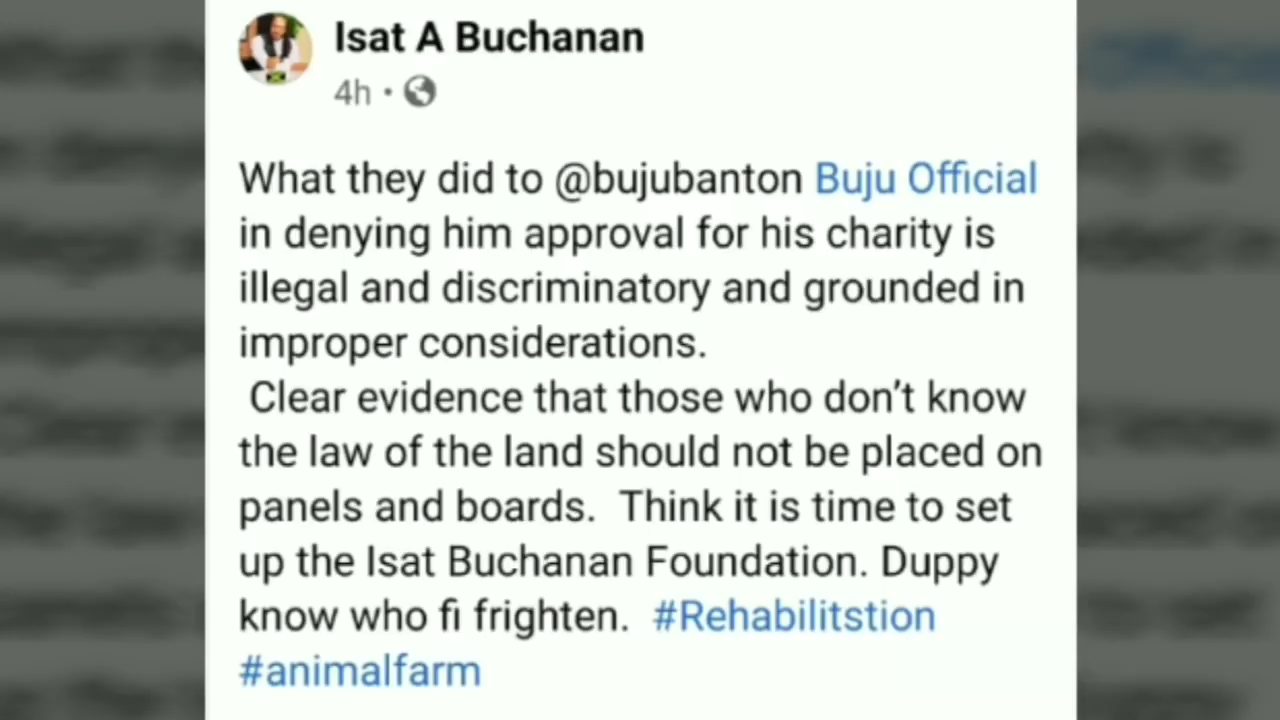 Isat A Buchanan
4h •
What they did to @bujubanton Buju Official
in denying him approval for his charity is
illegal and discriminatory and grounded in
improper considerations.
Clear evidence that those who don’t know
the law of the land should not be placed on
panels and boards.  Think it is time to set
up the Isat Buchanan Foundation. Duppy
know who fi frighten.  #Rehabilitstion
#animalfarm